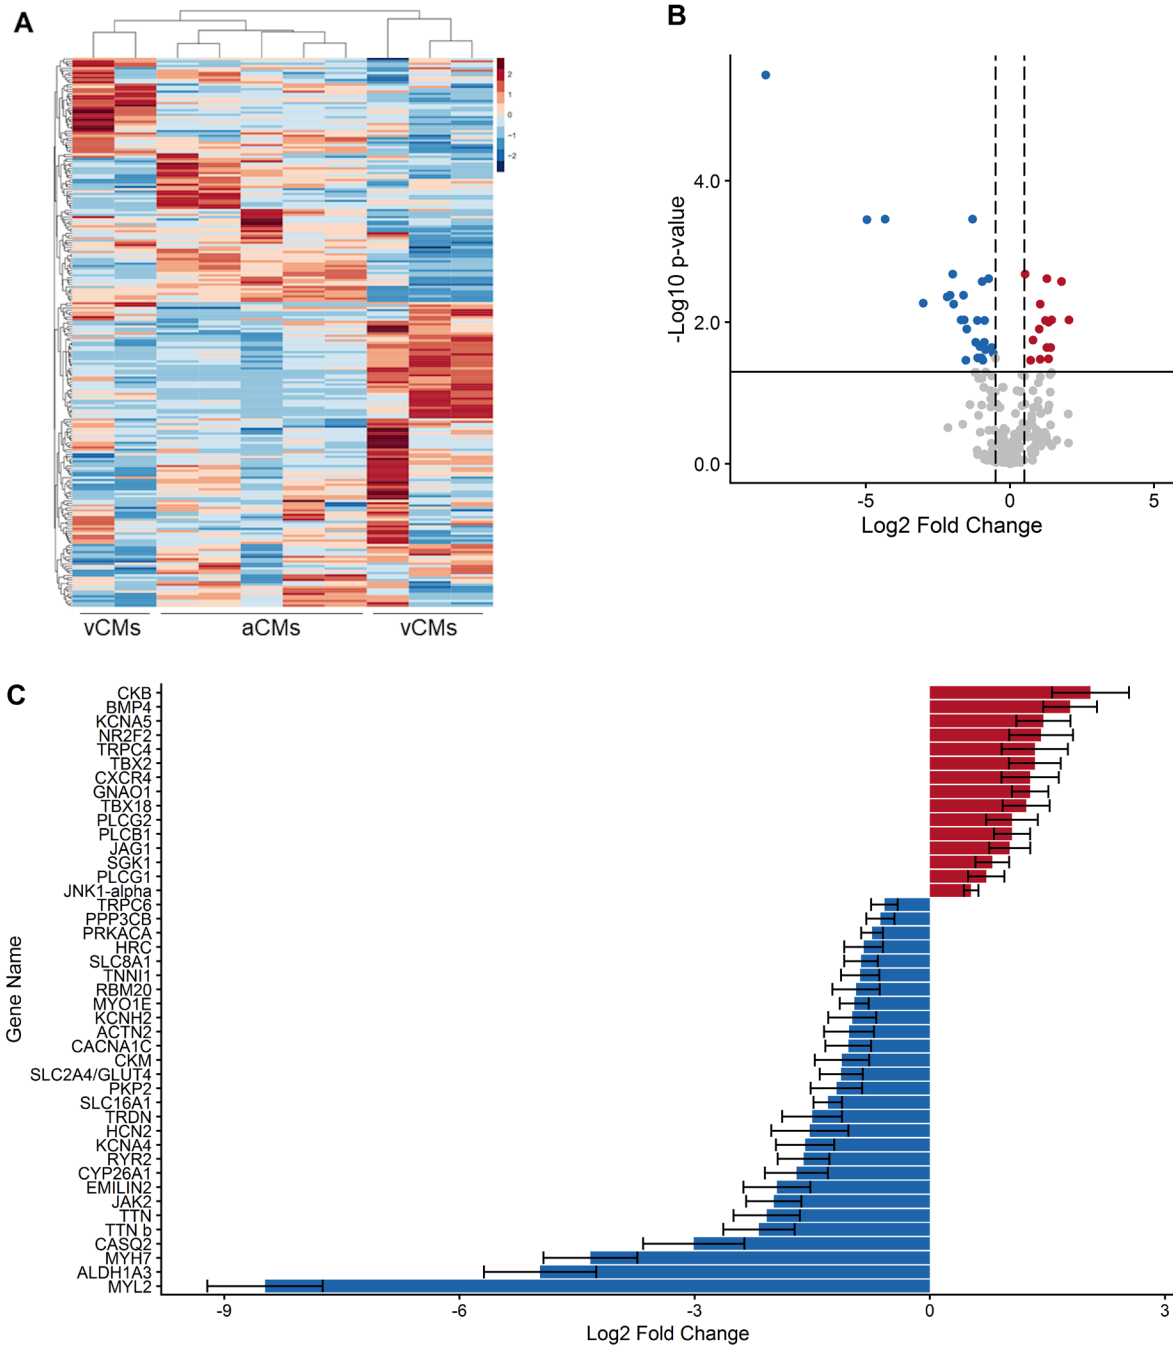 A
2
1
0
−1
−2
vCMs
aCMs
vCMs
B
-Log10 p-value
4.0
2.0
0.0
-5
0
5
Log2 Fold Change
C
Gene Name
CKB
BMP4
KCNA5
NR2F2
TRPC4
TBX2
CXCR4
GNAO1
TBX18
PLCG2
PLCB1
JAG1
SGK1
PLCG1
JNK1-alpha
TRPC6
PPP3CB
PRKACA
HRC
SLC8A1
TNNI1
RBM20
MYO1E
KCNH2
ACTN2
CACNA1C
CKM
SLC2A4/GLUT4
PKP2
SLC16A1
TRDN
HCN2
KCNA4
RYR2
CYP26A1
EMILIN2
JAK2
TTN
TTN b
CASQ2
MYH7
ALDH1A3
MYL2
-9
-6
-3
0
3
Log2 Fold Change